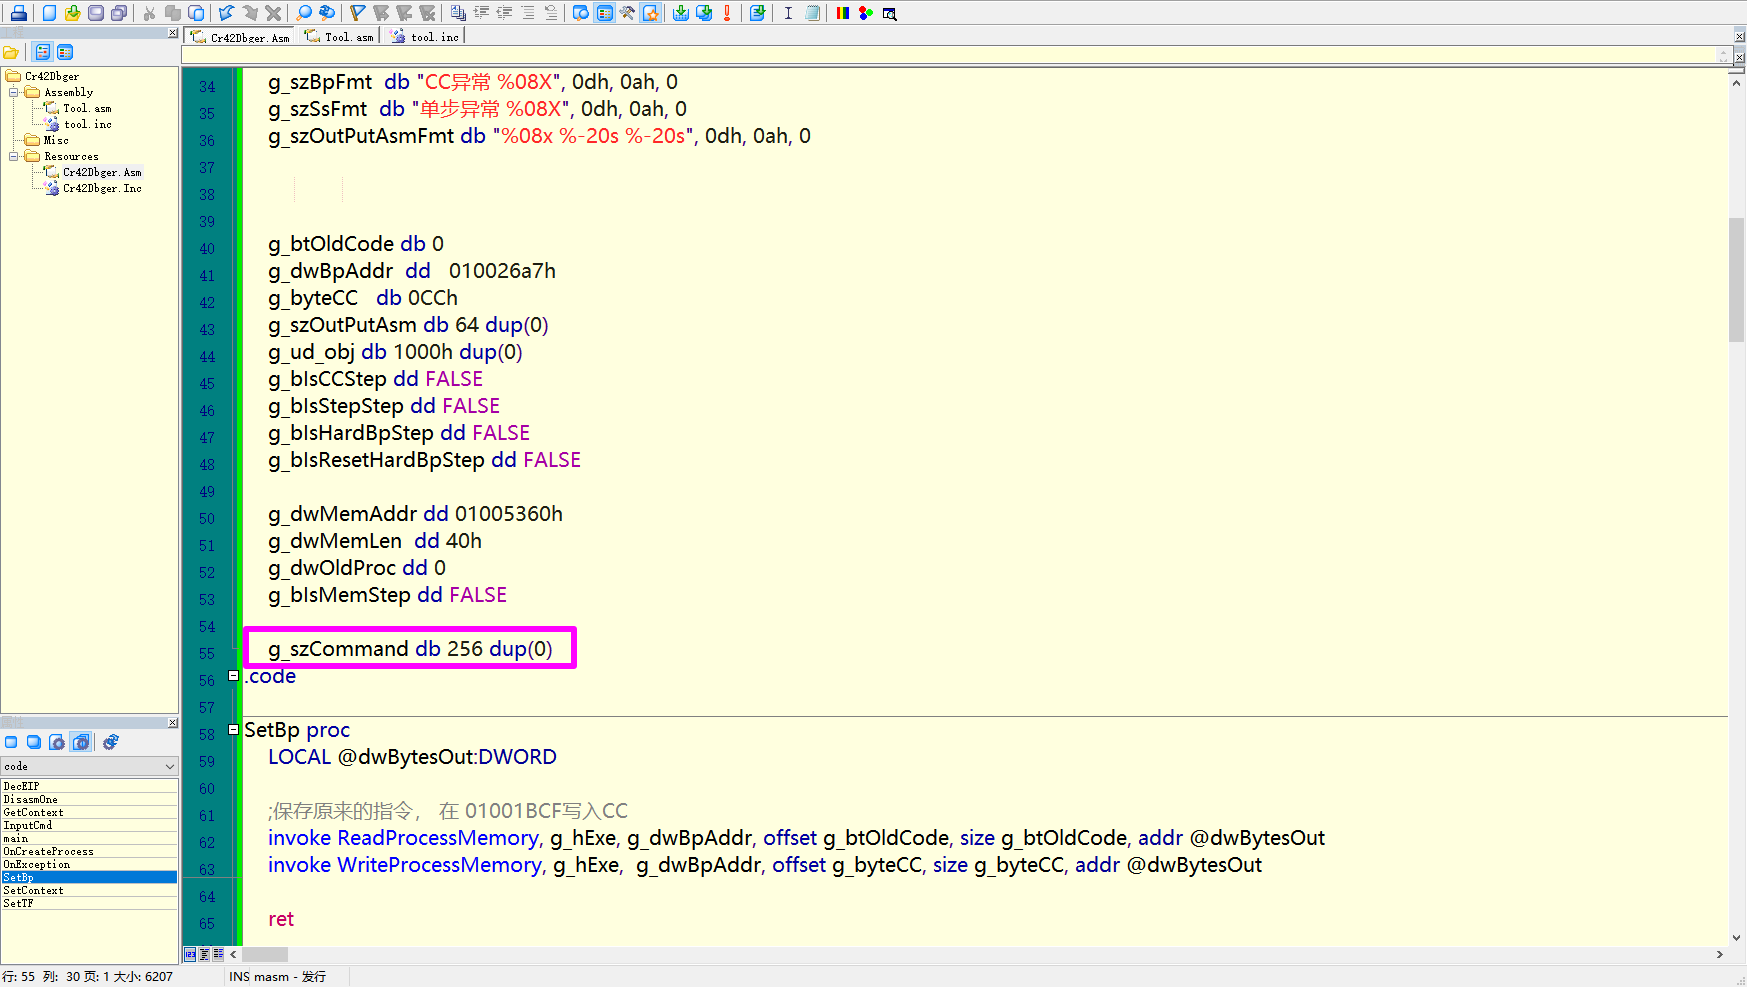 Cr42Dbger.Asm
Tool.asm
tool.inc
Cr42Dbger
Assembly
Tool.asm
tool.inc
Misc
Resources
Cr42Dbger.Asm
Cr42Dbger.Inc
34 g_szBpFmt db "CC异常 %08X", 0dh, 0ah, 0
35 g_szSsFmt db "单步异常 %08X", 0dh, 0ah, 0
36 g_szOutPutAsmFmt db "%08x %-20s %-20s", 0dh, 0ah, 0
37
38
39
40 g_btOldCode db 0
41 g_dwBpAddr dd 010026a7h
42 g_byteCC db 0CCh
43 g_szOutPutAsm db 64 dup(0)
44 g_ud_obj db 1000h dup(0)
45 g_bIsCCStep dd FALSE
46 g_bIsStepStep dd FALSE
47 g_bIsHardBpStep dd FALSE
48 g_bIsResetHardBpStep dd FALSE
49
50 g_dwMemAddr dd 01005360h
51 g_dwMemLen dd 40h
52 g_dwOldProc dd 0
53 g_bIsMemStep dd FALSE
54
55 g_szCommand db 256 dup(0)
56 .code
57
58 SetBp proc
59 LOCAL @dwBytesOut:DWORD
60
61 ;保存原来的指令， 在 01001BCF写入CC
62 invoke ReadProcessMemory, g_hExe, g_dwBpAddr, offset g_btOldCode, size g_btOldCode, addr @dwBytesOut
63 invoke WriteProcessMemory, g_hExe, g_dwBpAddr, offset g_byteCC, size g_byteCC, addr @dwBytesOut
64
65 ret
code
DecEIP
DisasmOne
GetContext
InputCmd
main
OnCreateProcess
OnException
SetBp
SetContext
SetTF
行: 55 列: 30 页: 1 大小: 6207
INS masm - 发行